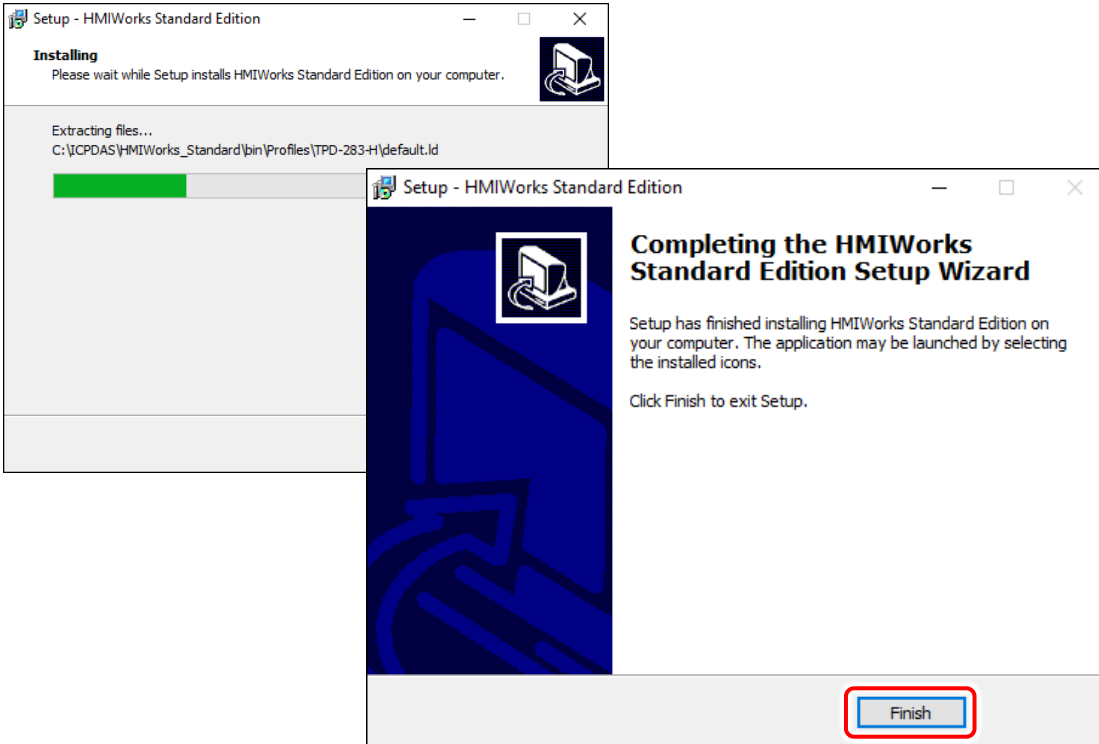 Setup - HMIWorks Standard Edition
Installing
Please wait while Setup installs HMIWorks Standard Edition on your computer.
Extracting files...
C:\ICPDAS\HMIWorks_Standard\bin\Profiles\TPD-283-H\default.ld
Setup - HMIWorks Standard Edition
Completing the HMIWorks
Standard Edition Setup Wizard
Setup has finished installing HMIWorks Standard Edition on
your computer. The application may be launched by selecting
the installed icons.
Click Finish to exit Setup.
Finish